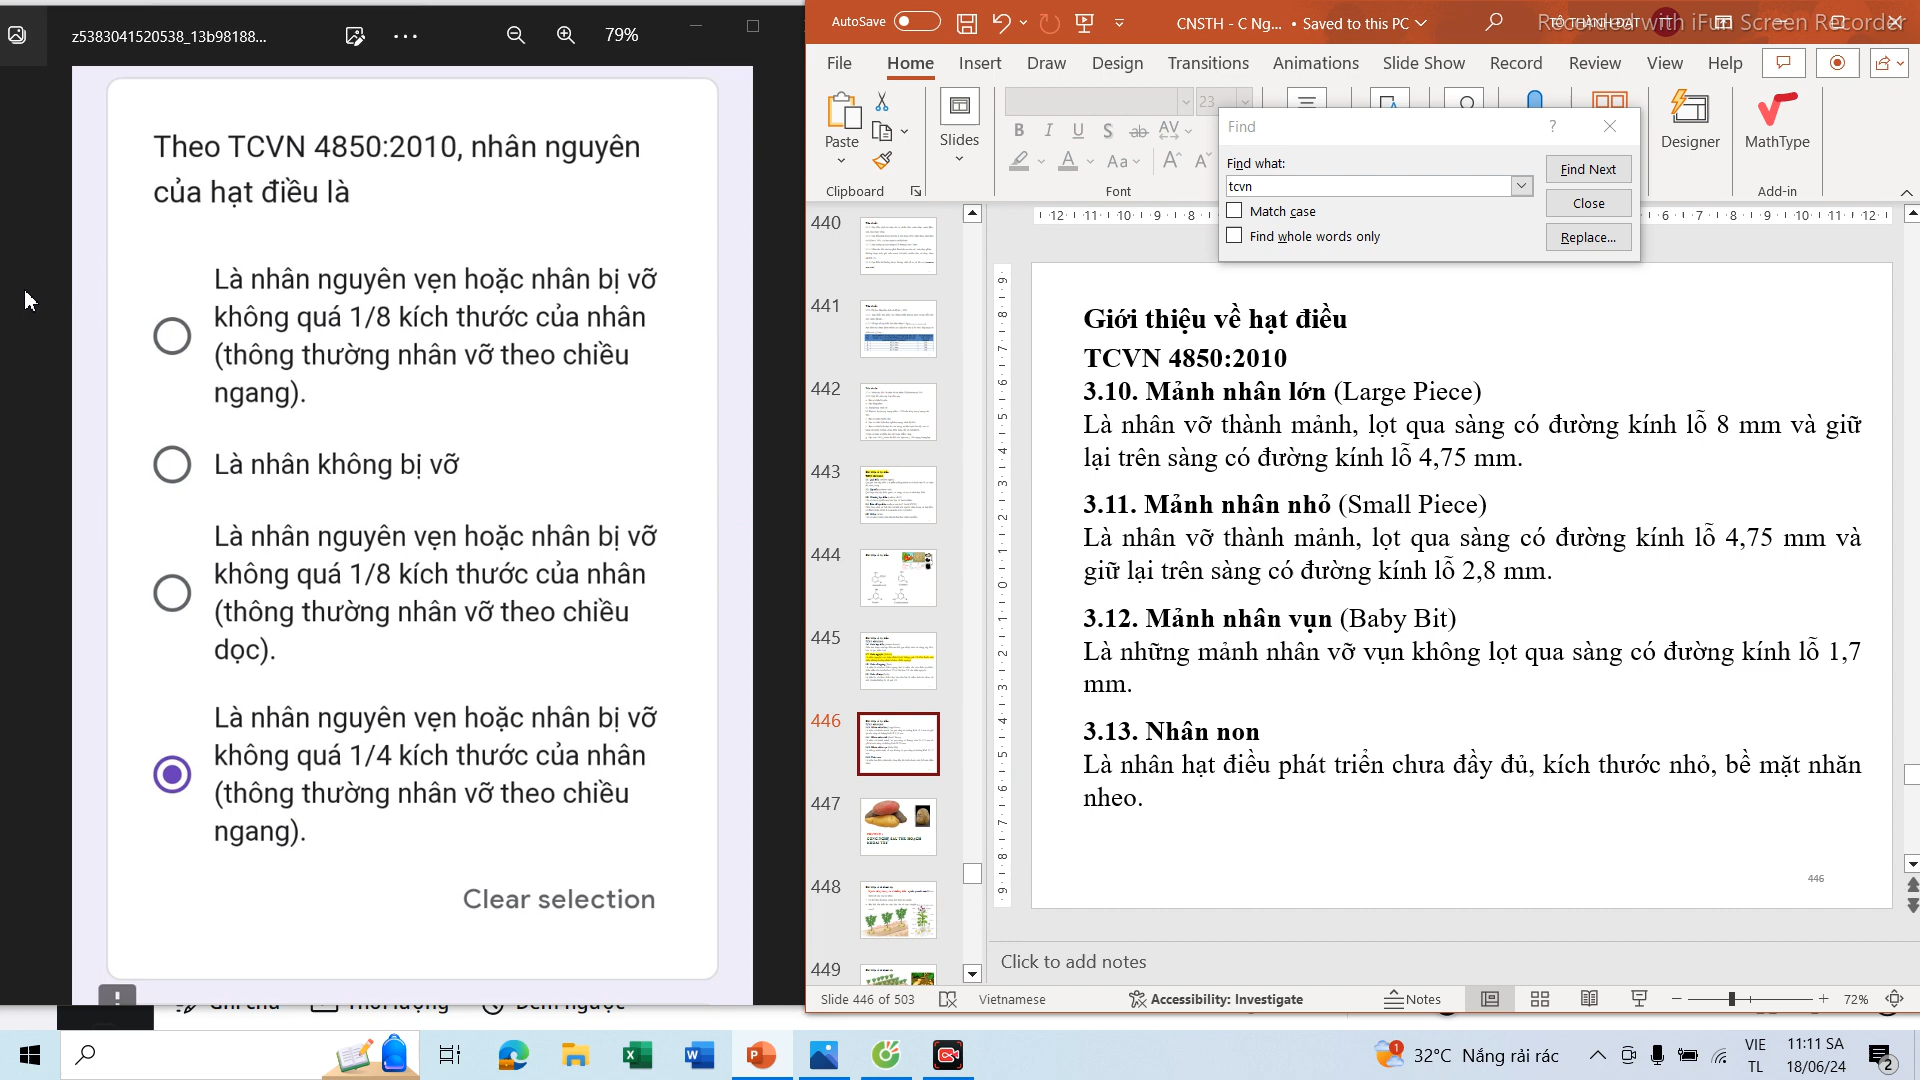 z5383041520538_13b98188...
79%
Theo TCVN 4850:2010, nhân nguyên
của hạt điều là
Là nhân nguyên vẹn hoặc nhân bị vỡ
không quá 1/8 kích thước của nhân
(thông thường nhân vỡ theo chiều
ngang).
Là nhân không bị vỡ
Là nhân nguyên vẹn hoặc nhân bị vỡ
không quá 1/8 kích thước của nhân
(thông thường nhân vỡ theo chiều
dọc).
Là nhân nguyên vẹn hoặc nhân bị vỡ
không quá 1/4 kích thước của nhân
(thông thường nhân vỡ theo chiều
ngang).
Clear selection
AutoSave
Off
CNSTH - C Ng... • Saved to this PC
TÔ THÀNH ĐẠT
TT
Recorded with iFun Screen Recorder
File Home Insert Draw Design Transitions Animations Slide Show Record Review View Help
Paste
Clipboard
Slides
23
Font
Designer
MathType
Add-in
Find
Find what:
tcvn
Match case
Find whole words only
Find Next
Close
Replace...
440
441
442
443
444
445
446
447
448
449
Giới thiệu về hạt điều
TCVN 4850:2010
3.10. Mảnh nhân lớn (Large Piece)
Là nhân vỡ thành mảnh, lọt qua sàng có đường kính lỗ 8 mm và giữ
lại trên sàng có đường kính lỗ 4,75 mm.
3.11. Mảnh nhân nhỏ (Small Piece)
Là nhân vỡ thành mảnh, lọt qua sàng có đường kính lỗ 4,75 mm và
giữ lại trên sàng có đường kính lỗ 2,8 mm.
3.12. Mảnh nhân vụn (Baby Bit)
Là những mảnh nhân vỡ vụn không lọt qua sàng có đường kính lỗ 1,7
mm.
3.13. Nhân non
Là nhân hạt điều phát triển chưa đầy đủ, kích thước nhỏ, bề mặt nhăn
nheo.
446
Click to add notes
Slide 446 of 503
Vietnamese
Accessibility: Investigate
Notes
72%
32°C Nắng rải rác
VIE
TL
11:11 SA
18/06/24
2